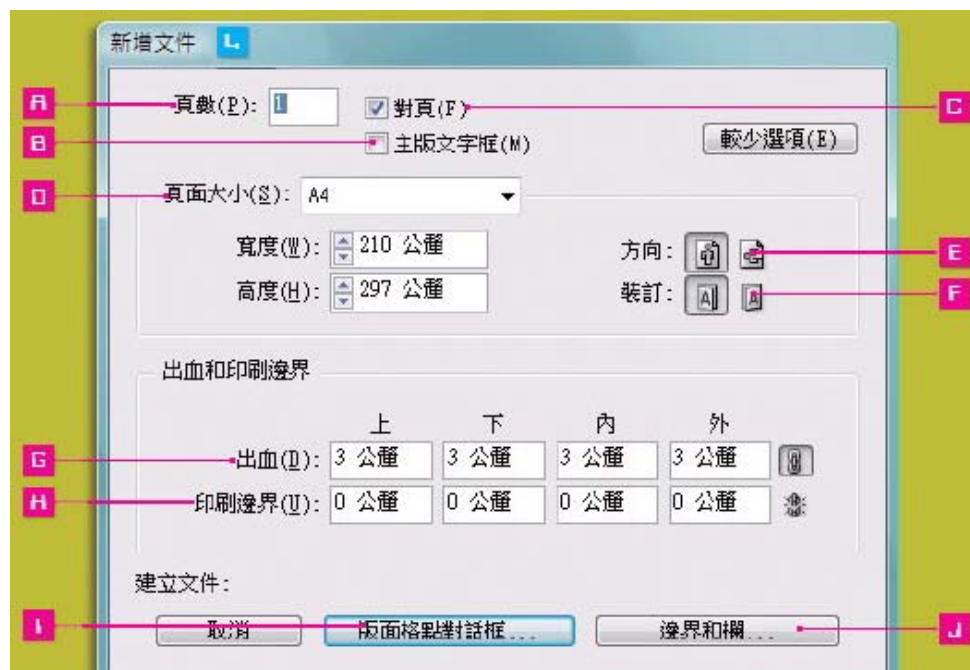 新增文件 L
A 頁數(P): 1 對頁(F) C
B 主版文字框(M) 較少選項(E)
D 頁面大小(S): A4
寬度(W): 210 公釐 方向: E
高度(H): 297 公釐 裝訂: A A F
出血和印刷邊界
上 下 內 外
G 出血(D): 3 公釐 3 公釐 3 公釐 3 公釐
H 印刷邊界(U): 0 公釐 0 公釐 0 公釐 0 公釐
建立文件:
I 取消 版面格點對話框... 邊界和欄... J